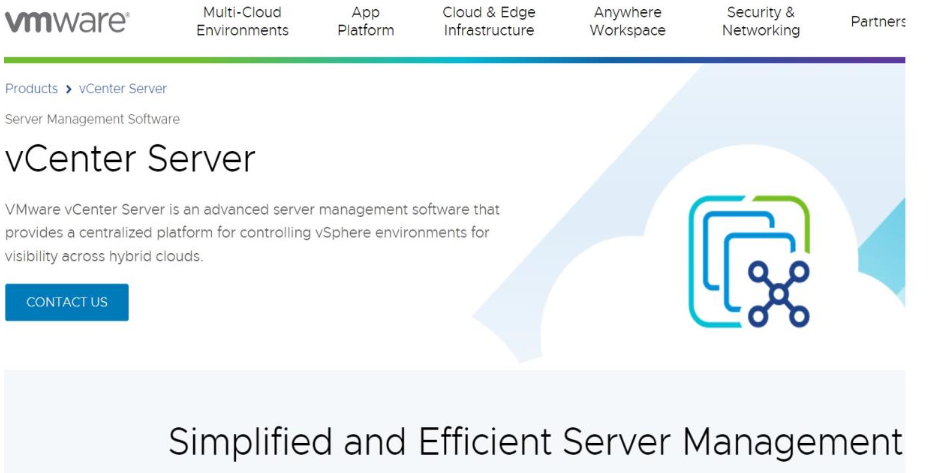 vmware®
Multi-Cloud
Environments
App
Platform
Cloud & Edge
Infrastructure
Anywhere
Workspace
Security &
Networking
Partners
Products > vCenter Server
Server Management Software
vCenter Server
VMware vCenter Server is an advanced server management software that
provides a centralized platform for controlling vSphere environments for
visibility across hybrid clouds.
CONTACT US
Simplified and Efficient Server Management